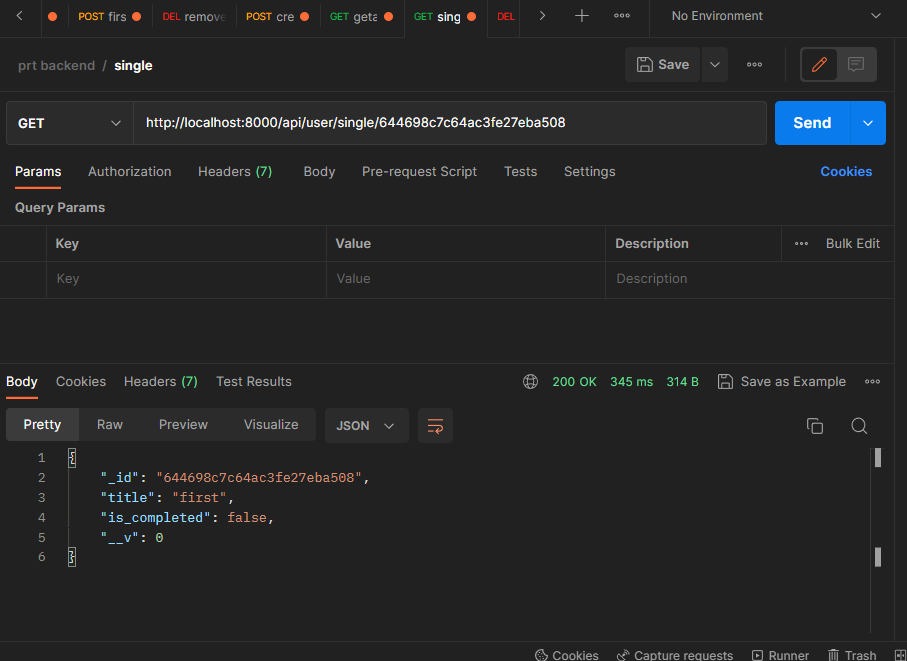 POST firs DEL remove POST cre GET geta GET sing DEL No Environment
prt backend / single Save
GET http://localhost:8000/api/user/single/644698c7c64ac3fe27eba508 Send
Params Authorization Headers (7) Body Pre-request Script Tests Settings Cookies
Query Params
Key Value Description Bulk Edit
Key Value Description
Body Cookies Headers (7) Test Results 200 OK 345 ms 314 B Save as Example
Pretty Raw Preview Visualize JSON
1 {
2 "_id": "644698c7c64ac3fe27eba508",
3 "title": "first",
4 "is_completed": false,
5 "__v": 0
6 }
Cookies Capture requests Runner Trash